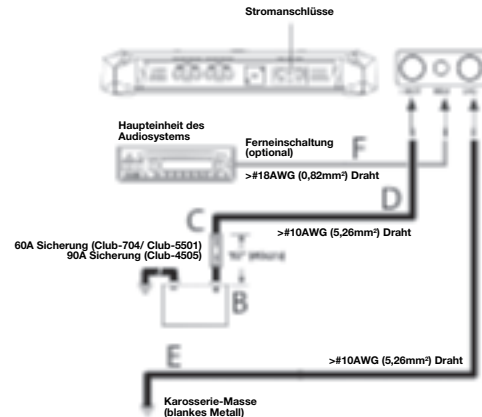 Stromanschlüsse
Haupteinheit des
Audiosystems
Ferneinschaltung
(optional)
F
>#18AWG (0,82mm²) Draht
D
C
>#10AWG (5,26mm²) Draht
60A Sicherung (Club-704/ Club-5501)
90A Sicherung (Club-4505)
B
E
>#10AWG (5,26mm²) Draht
Karosserie-Masse
(blankes Metall)